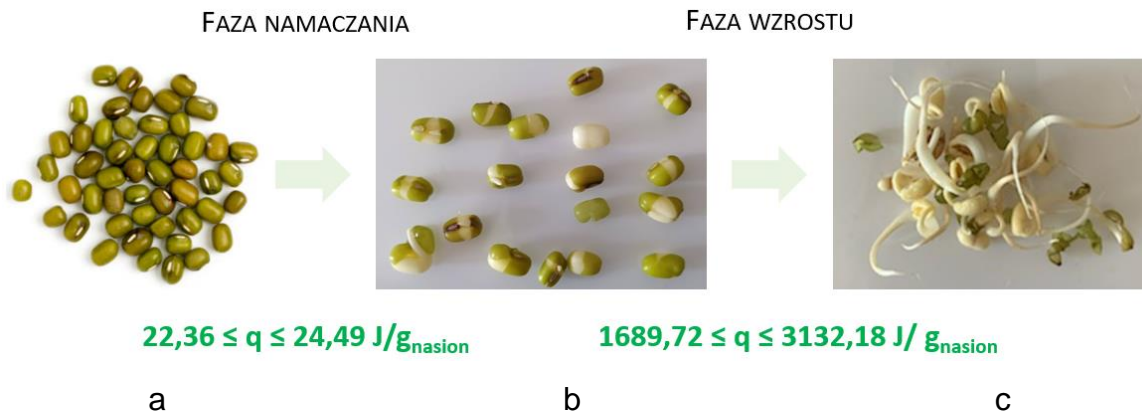 FAZA NAMACZANIA
FAZA WZROSTU
22,36 ≤ q ≤ 24,49 J/gnasion
1689,72 ≤ q ≤ 3132,18 J/ gnasion
a
b
c